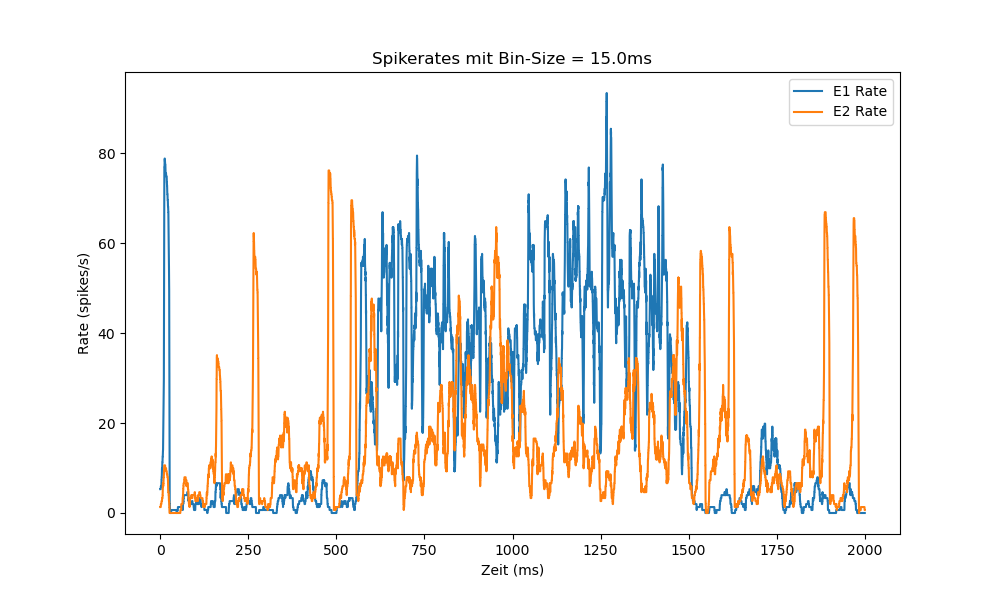 Spikerates mit Bin-Size = 15.0ms
E1 Rate
E2 Rate
Rate (spikes/s)
80
60
40
20
0
0 250 500 750 1000 1250 1500 1750 2000
Zeit (ms)